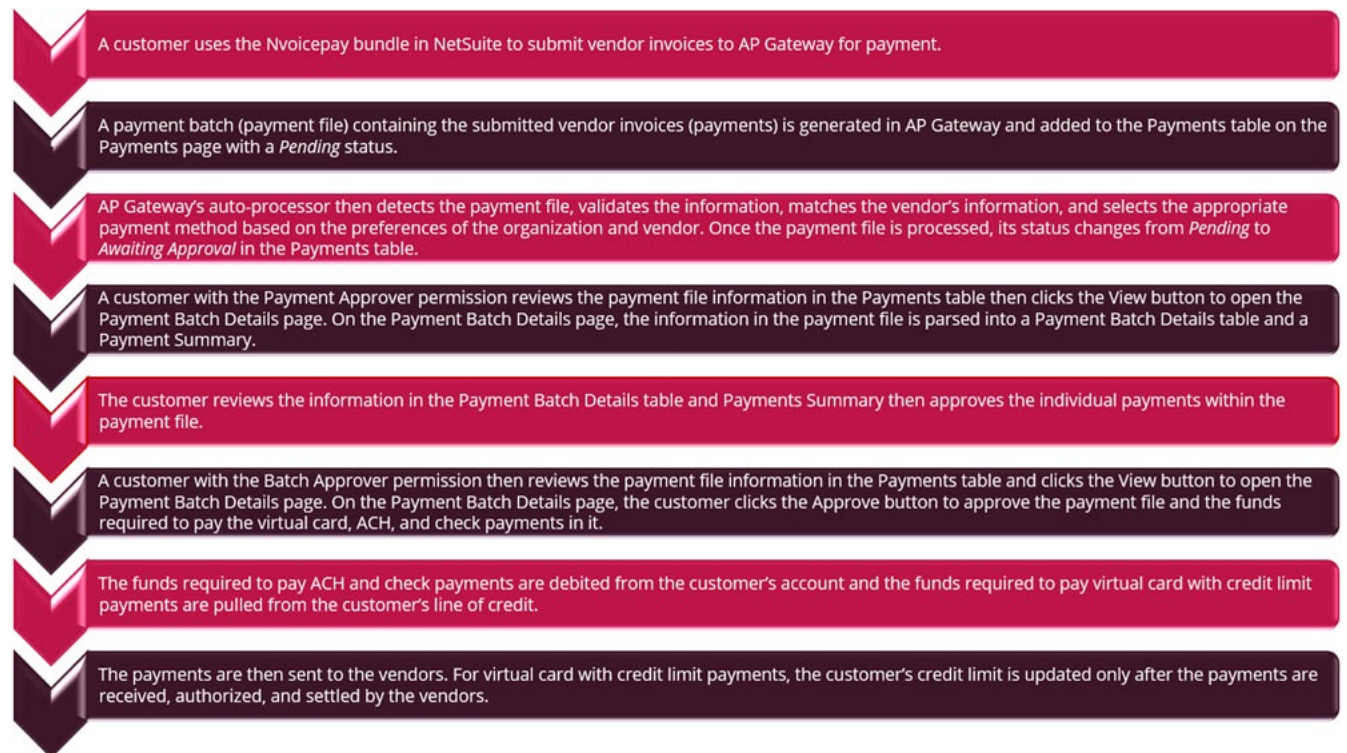 A customer uses the Nvoicepay bundle in NetSuite to submit vendor invoices to AP Gateway for payment.
A payment batch (payment file) containing the submitted vendor invoices (payments) is generated in AP Gateway and added to the Payments table on the
Payments page with a Pending status.
AP Gateway's auto-processor then detects the payment file, validates the information, matches the vendor's information, and selects the appropriate
payment method based on the preferences of the organization and vendor. Once the payment file is processed, its status changes from Pending to
Awaiting Approval in the Payments table.
A customer with the Payment Approver permission reviews the payment file information in the Payments table then clicks the View button to open the
Payment Batch Details page. On the Payment Batch Details page, the information in the payment file is parsed into a Payment Batch Details table and a
Payment Summary.
The customer reviews the information in the Payment Batch Details table and Payments Summary then approves the individual payments within the
payment file.
A customer with the Batch Approver permission then reviews the payment file information in the Payments table and clicks the View button to open the
Payment Batch Details page. On the Payment Batch Details page, the customer clicks the Approve button to approve the payment file and the funds
required to pay the virtual card, ACH, and check payments in it.
The funds required to pay ACH and check payments are debited from the customer's account and the funds required to pay virtual card with credit limit
payments are pulled from the customer's line of credit.
The payments are then sent to the vendors. For virtual card with credit limit payments, the customer's credit limit is updated only after the payments are
received, authorized, and settled by the vendors.